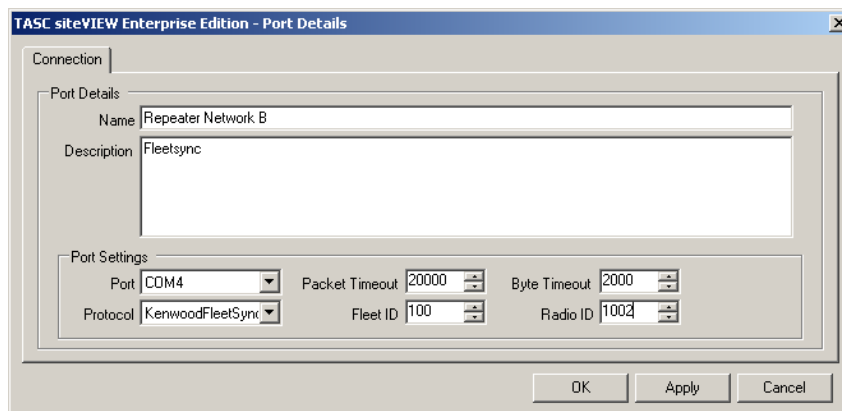 TASC siteVIEW Enterprise Edition - Port Details
Connection
Port Details
Name Repeater Network B
Description Fleetsync
Port Settings
Port COM4 Packet Timeout 20000 Byte Timeout 2000
Protocol KenwoodFleetSync Fleet ID 100 Radio ID 1002
OK Apply Cancel